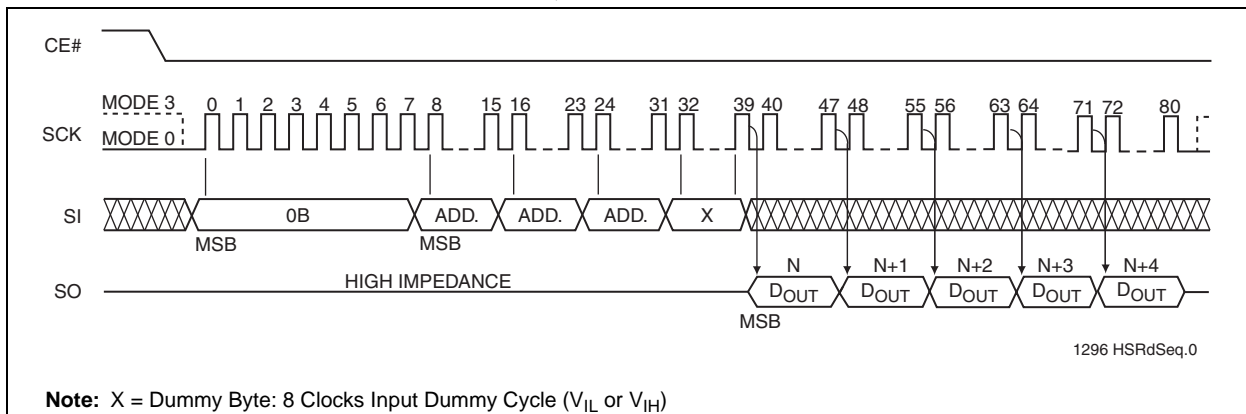 CE#
MODE 3 0 1 2 3 4 5 6 7 8 15 16 23 24 31 32 39 40 47 48 55 56 63 64 71 72 80
SCK
MODE 0
SI 0B ADD. ADD. ADD. X
MSB MSB
N N+1 N+2 N+3 N+4
SO HIGH IMPEDANCE DOUT DOUT DOUT DOUT DOUT
MSB
1296 HSRdSeq.0
Note: X = Dummy Byte: 8 Clocks Input Dummy Cycle (VIL or VIH)